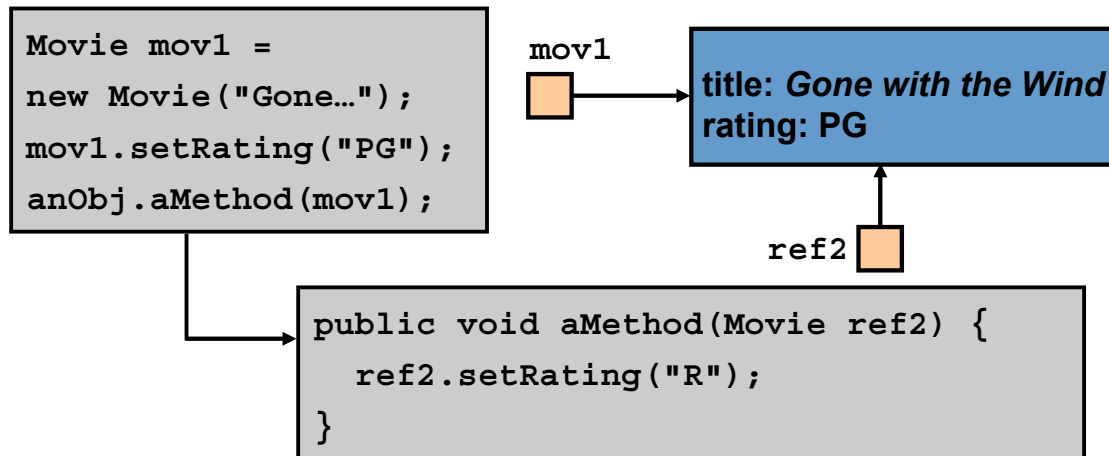 Movie mov1 =
new Movie("Gone…");
mov1.setRating("PG");
anObj.aMethod(mov1);
mov1
title: Gone with the Wind
rating: PG
ref2
public void aMethod(Movie ref2) {
ref2.setRating("R");
}